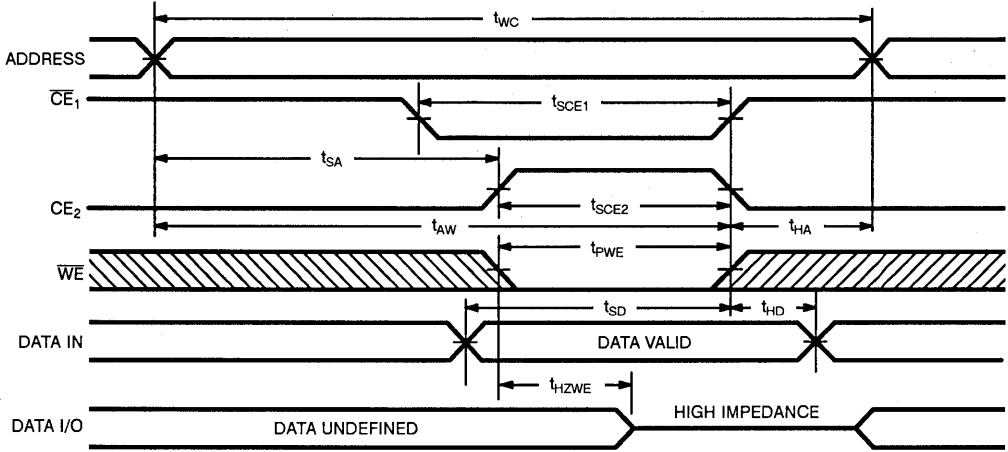 tWC
ADDRESS
CE1
tSCE1
tSA
CE2
tSCE2
tAW
tHA
tPWE
WE
tSD
tHD
DATA IN
DATA VALID
tHZWE
HIGH IMPEDANCE
DATA I/O
DATA UNDEFINED